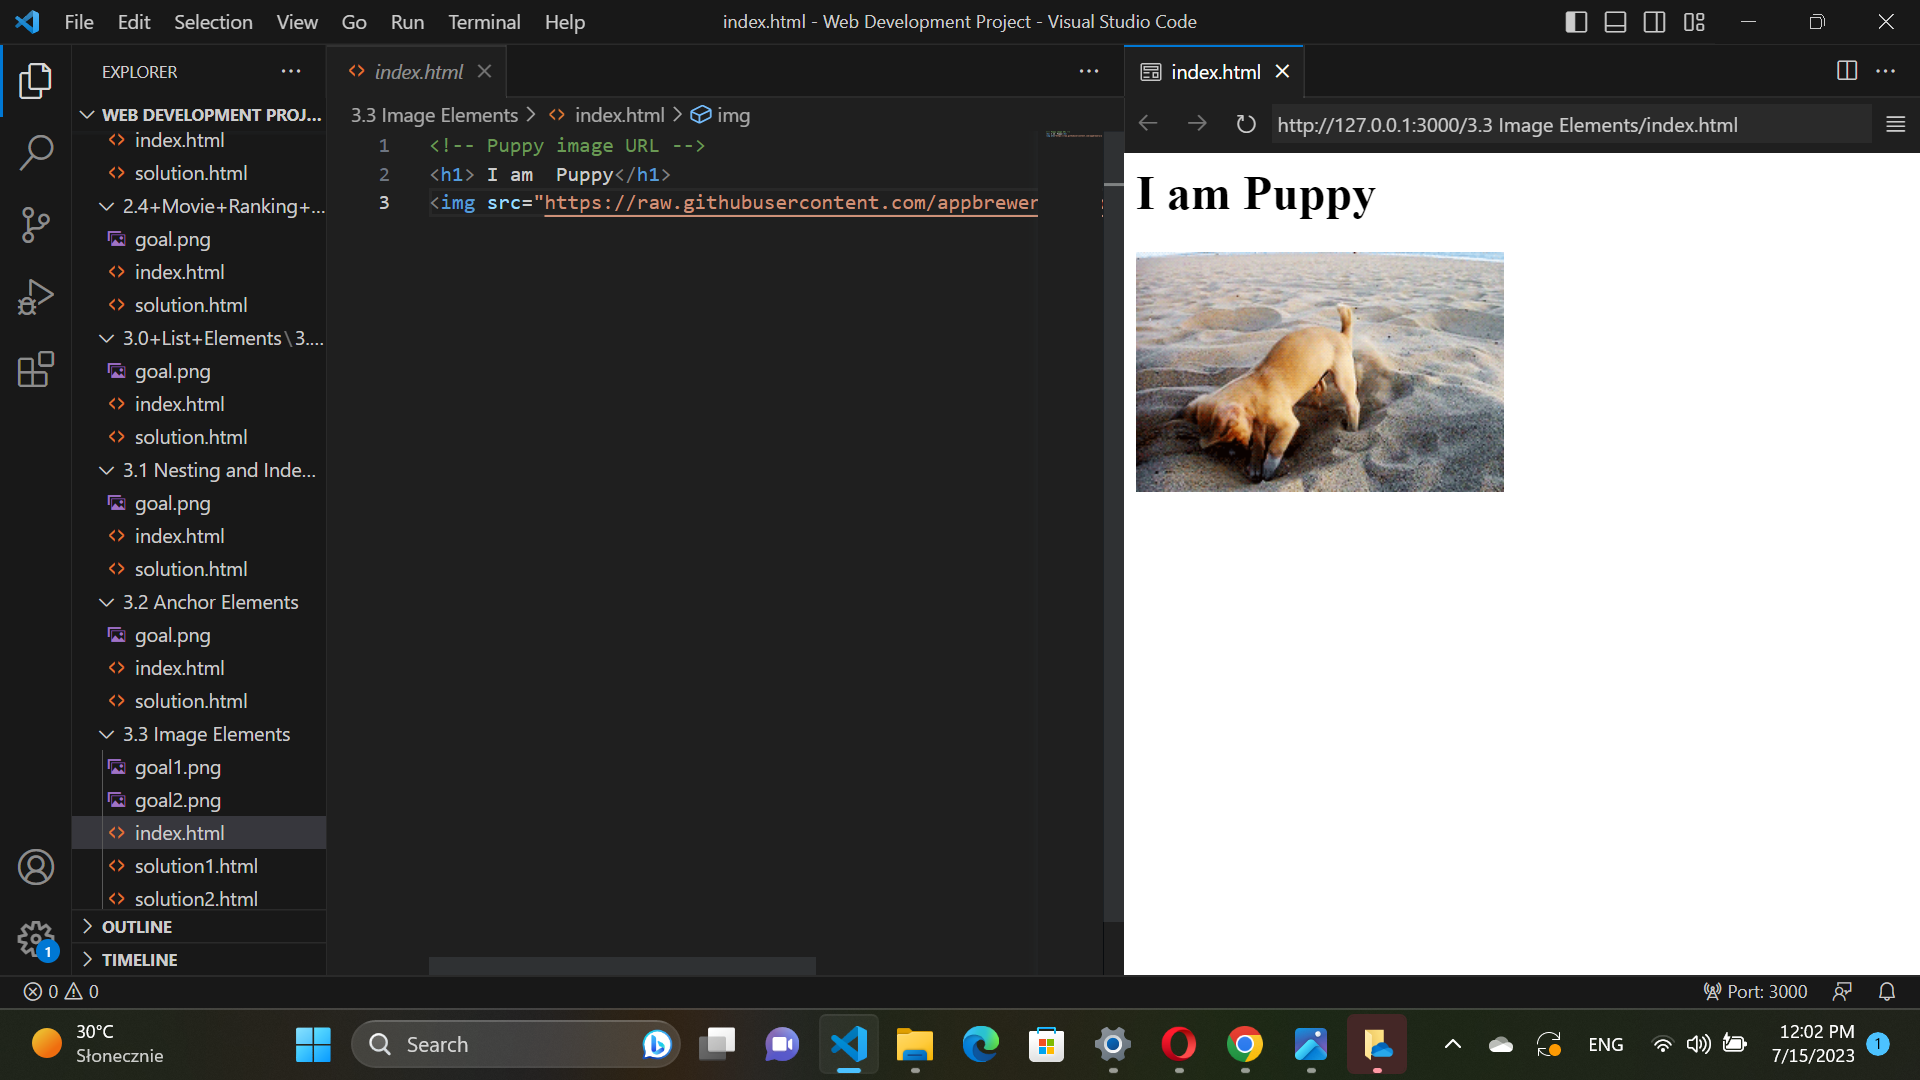 File Edit Selection View Go Run Terminal Help
index.html - Web Development Project - Visual Studio Code
EXPLORER
WEB DEVELOPMENT PROJ...
index.html
solution.html
2.4+Movie+Ranking+...
goal.png
index.html
solution.html
3.0+List+Elements\3....
goal.png
index.html
solution.html
3.1 Nesting and Inde...
goal.png
index.html
solution.html
3.2 Anchor Elements
goal.png
index.html
solution.html
3.3 Image Elements
goal1.png
goal2.png
index.html
solution1.html
solution2.html
OUTLINE
TIMELINE
1
index.html
3.3 Image Elements > index.html > img
1 <!-- Puppy image URL -->
2 <h1> I am  Puppy</h1>
3 <img src="https://raw.githubusercontent.com/appbrewer
index.html
http://127.0.0.1:3000/3.3 Image Elements/index.html
I am Puppy
0 0
Port: 3000
30°C
Słonecznie
Search
ENG
12:02 PM
7/15/2023
1